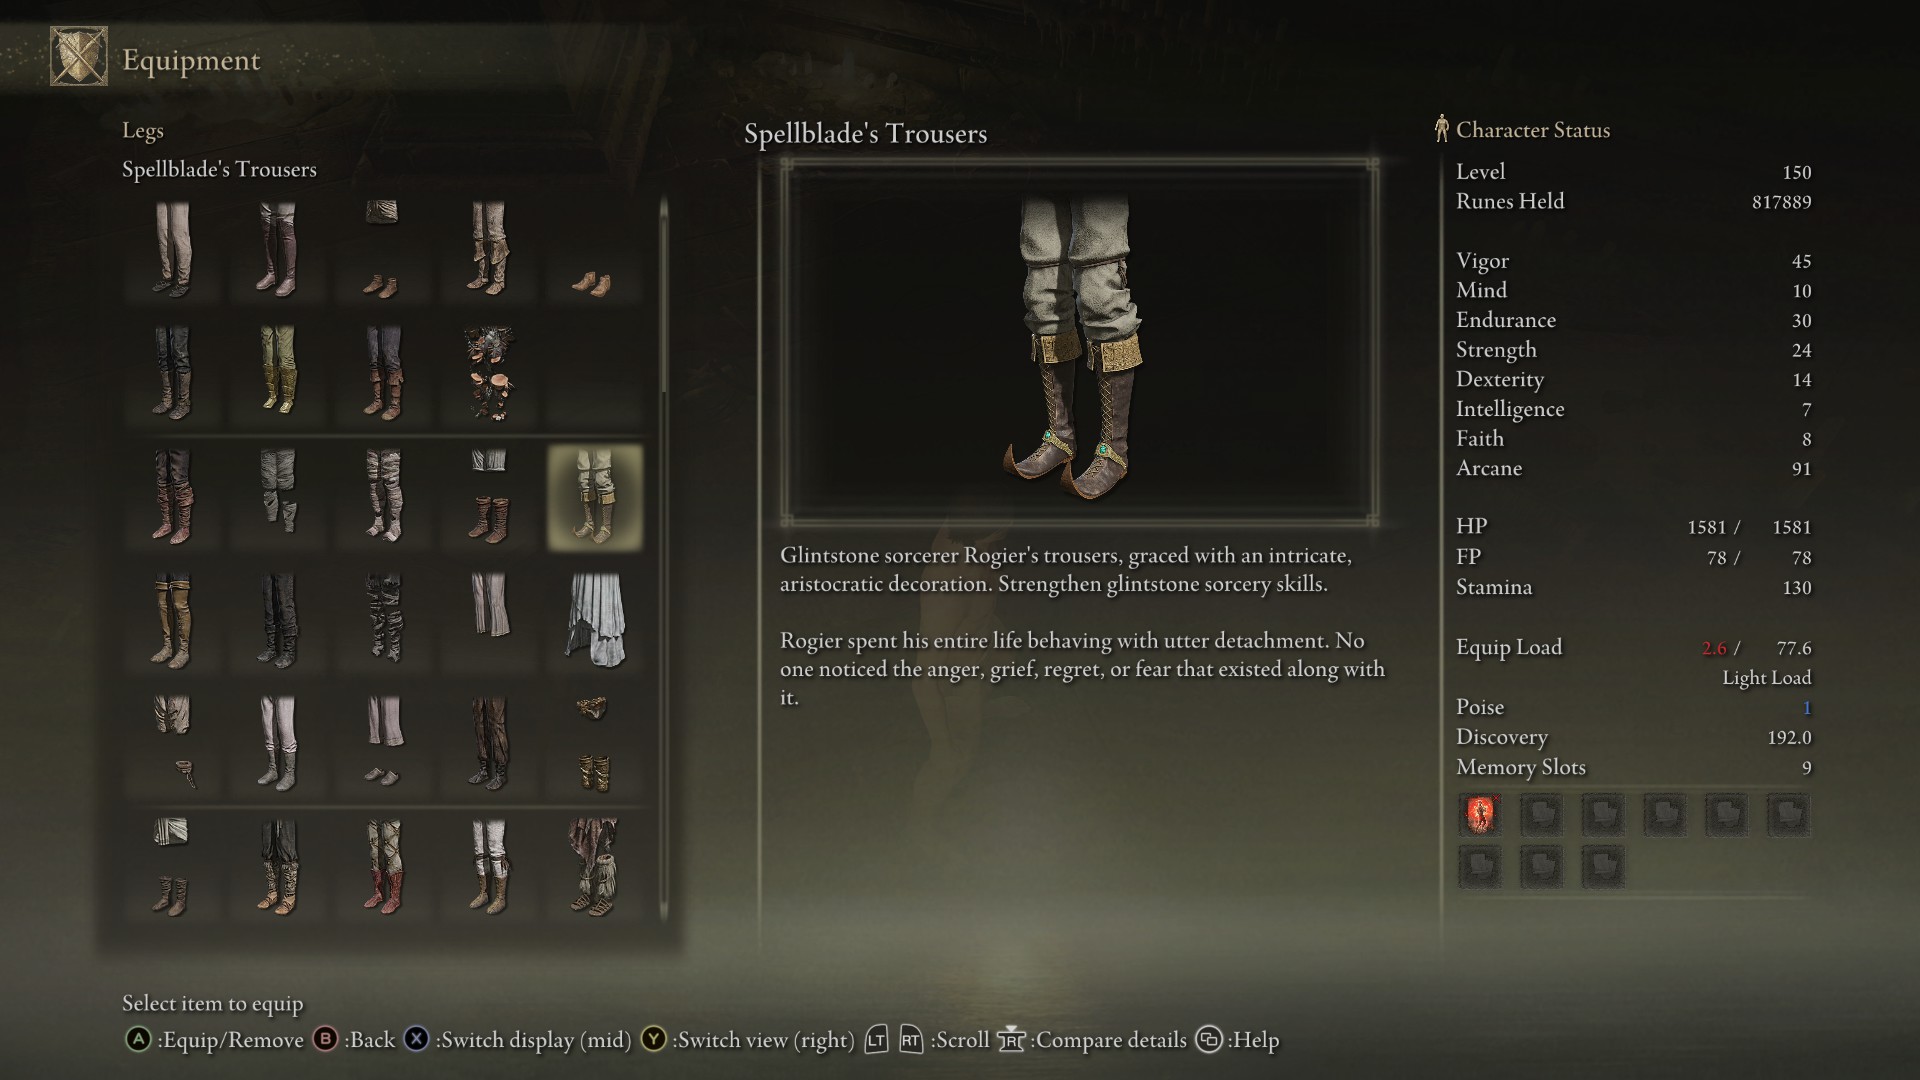 Equipment
Legs
Spellblade's Trousers
Spellblade's Trousers
Glintstone sorcerer Rogier's trousers, graced with an intricate,
aristocratic decoration. Strengthen glintstone sorcery skills.
Rogier spent his entire life behaving with utter detachment. No
one noticed the anger, grief, regret, or fear that existed along with
it.
Character Status
Level 150
Runes Held 817889
Vigor 45
Mind 10
Endurance 30
Strength 24
Dexterity 14
Intelligence 7
Faith 8
Arcane 91
HP 1581 / 1581
FP 78 / 78
Stamina 130
Equip Load 2.6 / 77.6
Light Load
Poise 1
Discovery 192.0
Memory Slots 9
Select item to equip
A :Equip/Remove B :Back X :Switch display (mid) Y :Switch view (right) LT RT :Scroll R :Compare details :Help